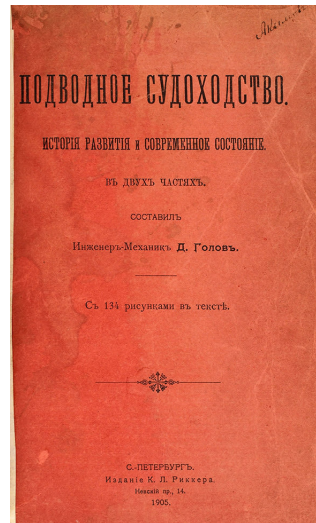 ПОДВОДНОЕ СУДОХОДСТВО.
ИСТОРІЯ РАЗВИТІЯ и СОВРЕМЕННОЕ СОСТОЯНІЕ.
ВЪ ДВУХЪ ЧАСТЯХЪ.
СОСТАВИЛЪ
Инженеръ-Механикъ Д. Головъ.
Съ 134 рисунками въ текстѣ.
С.-ПЕТЕРБУРГЪ.
Изданіе К. Л. Риккера.
Невскій пр., 14.
1905.